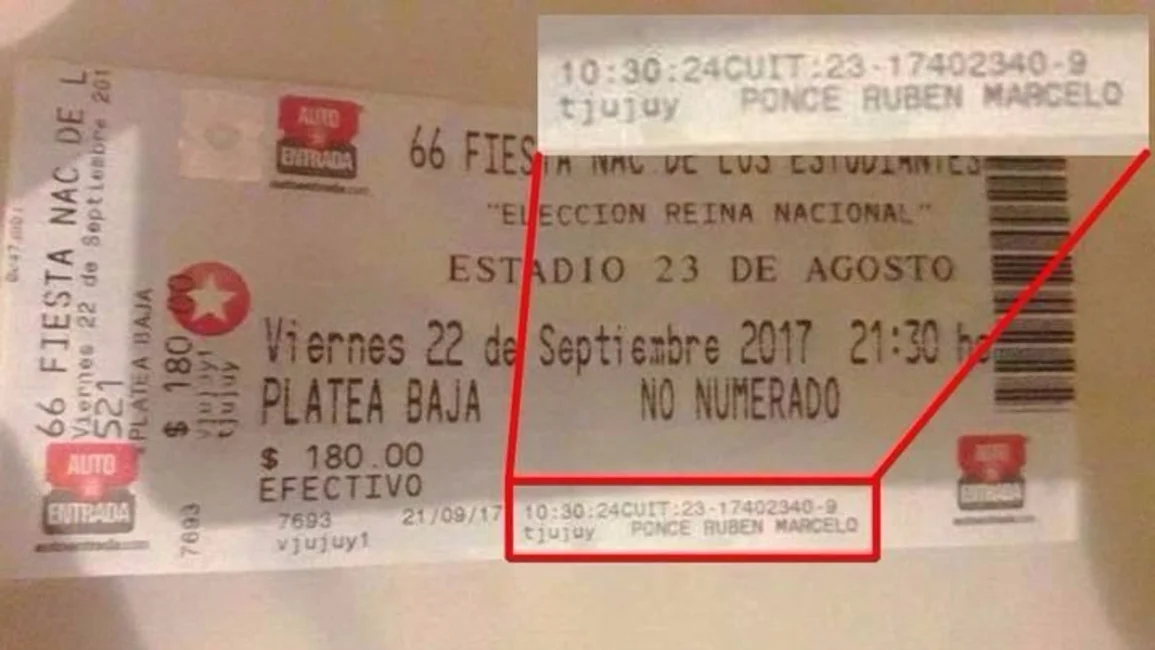 10:30:24CUIT:23-17402340-9
tjujuy PONCE RUBEN MARCELO
66 FIESTA NAC DE L
Viernes 22 de Septiembre 201
521
PLATEA BAJA
$ 180.00
vjujuy1
tjujuy
AUTO
ENTRADA
7693
AUTO
ENTRADA
autoentrada.com
66 FIESTA NAC DE LOS ESTUDIANTES
"ELECCION REINA NACIONAL"
ESTADIO 23 DE AGOSTO
Viernes 22 de Septiembre 2017 21:30 h
PLATEA BAJA NO NUMERADO
$ 180.00
EFECTIVO
7693 21/09/17 10:30:24CUIT:23-17402340-9
vjujuy1 tjujuy PONCE RUBEN MARCELO
AUTO
ENTRADA